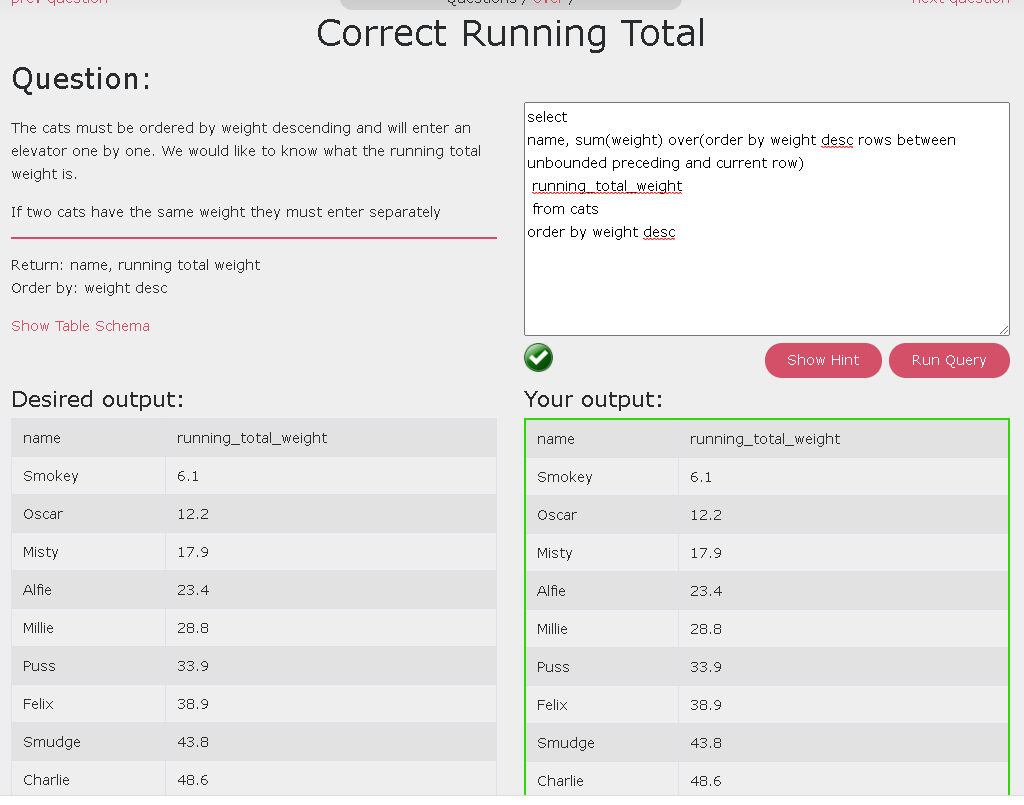 prev question
Questions / Over /
next question
Correct Running Total
Question:
The cats must be ordered by weight descending and will enter an
elevator one by one. We would like to know what the running total
weight is.
If two cats have the same weight they must enter separately
Return: name, running total weight
Order by: weight desc
Show Table Schema
select
name, sum(weight) over(order by weight desc rows between
unbounded preceding and current row)
running_total_weight
from cats
order by weight desc
Show Hint
Run Query
Desired output:
name running_total_weight
Smokey 6.1
Oscar 12.2
Misty 17.9
Alfie 23.4
Millie 28.8
Puss 33.9
Felix 38.9
Smudge 43.8
Charlie 48.6
Your output:
name running_total_weight
Smokey 6.1
Oscar 12.2
Misty 17.9
Alfie 23.4
Millie 28.8
Puss 33.9
Felix 38.9
Smudge 43.8
Charlie 48.6